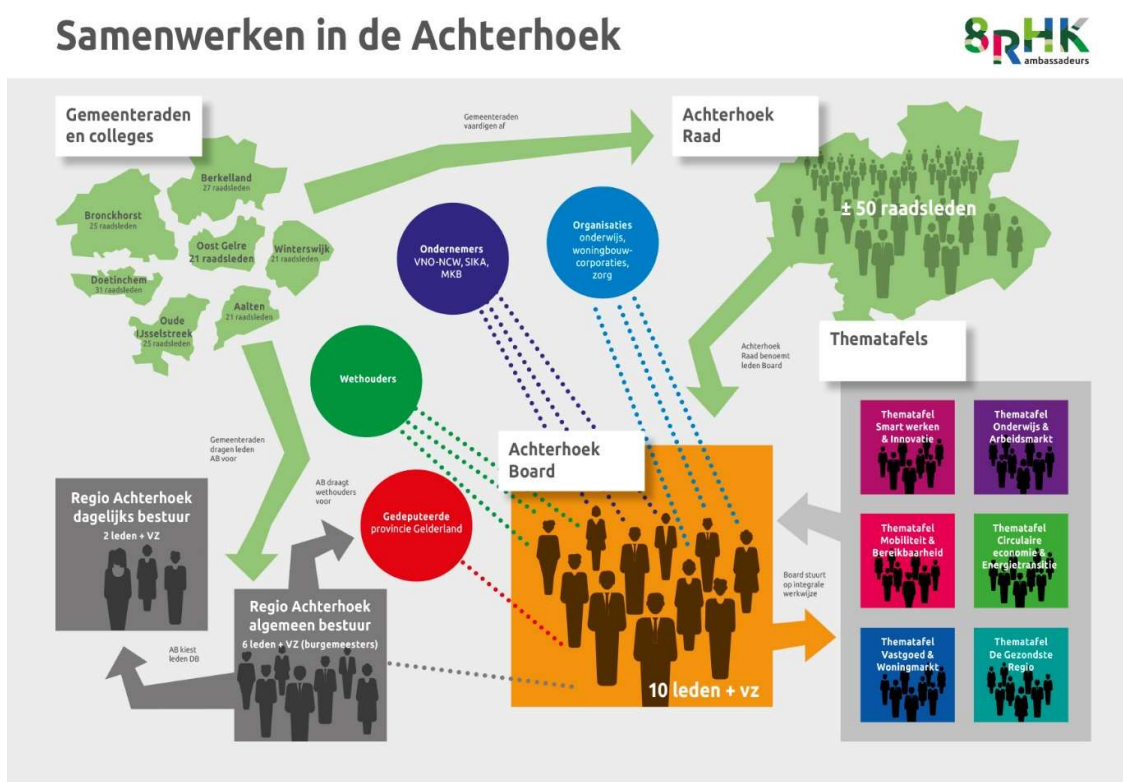 Samenwerken in de Achterhoek
8RHK
ambassadeurs
Gemeenteraden
en colleges
Gemeenteraden
vaardigen af
Achterhoek
Raad
± 50 raadsleden
Berkelland
27 raadsleden
Bronckhorst
25 raadsleden
Oost Gelre
21 raadsleden
Winterswijk
21 raadsleden
Doetinchem
31 raadsleden
Aalten
21 raadsleden
Oude
IJsselstreek
25 raadsleden
Ondernemers
VNO-NCW, SIKA,
MKB
Organisaties
onderwijs,
woningbouw-
corporaties,
zorg
Wethouders
Gedeputeerde
provincie Gelderland
Achterhoek
Raad benoemt
leden Board
Thematafels
Thematafel
Smart werken
& Innovatie
Thematafel
Onderwijs &
Arbeidsmarkt
Thematafel
Mobiliteit &
Bereikbaarheid
Thematafel
Circulaire
economie &
Energietransitie
Thematafel
Vastgoed &
Woningmarkt
Thematafel
De Gezondste
Regio
Gemeenteraden
dragen leden
AB voor
AB draagt
wethouders
voor
Achterhoek
Board
10 leden + vz
Board stuurt
op integrale
werkwijze
Regio Achterhoek
dagelijks bestuur
2 leden + VZ
Regio Achterhoek
algemeen bestuur
6 leden + VZ (burgemeesters)
AB kiest
leden DB